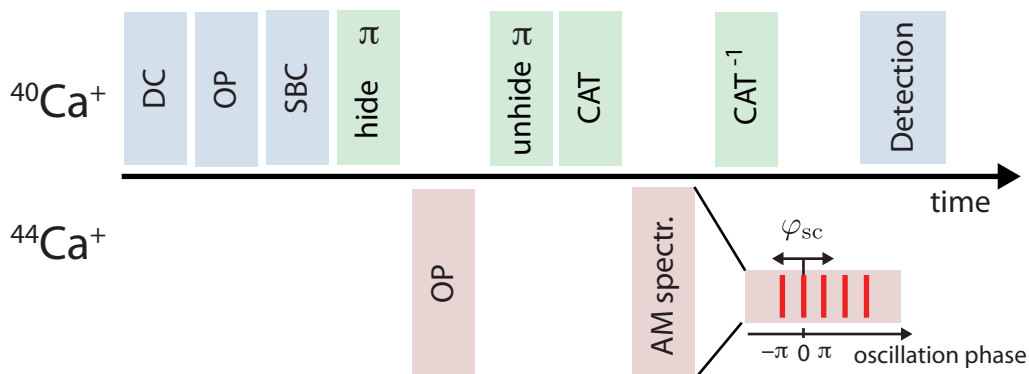 ⁴⁰Ca⁺
DC
OP
SBC
hide π
unhide π
CAT
CAT⁻¹
Detection
time
⁴⁴Ca⁺
OP
AM spectr.
φsc
−π 0 π
oscillation phase